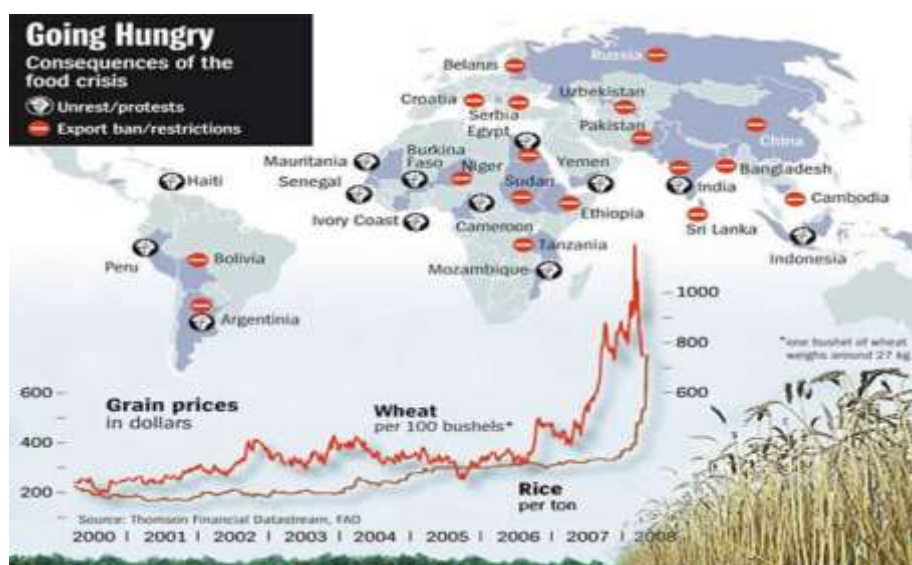 Going Hungry
Consequences of the
food crisis
Unrest/protests
Export ban/restrictions
Belarus
Russia
Croatia
Serbia
Uzbekistan
Egypt
Pakistan
China
Mauritania
Burkina
Faso
Niger
Yemen
Bangladesh
Haiti
Senegal
Sudan
India
Cambodia
Ivory Coast
Cameroon
Ethiopia
Sri Lanka
Peru
Bolivia
Tanzania
Mozambique
Indonesia
Argentinia
1000
800
600
*one bushel of wheat
weighs around 27 kg
600
400
200
Grain prices
in dollars
Wheat
per 100 bushels*
Rice
per ton
Source: Thomson Financial Datastream, FAO
2000 | 2001 | 2002 | 2003 | 2004 | 2005 | 2006 | 2007 | 2008